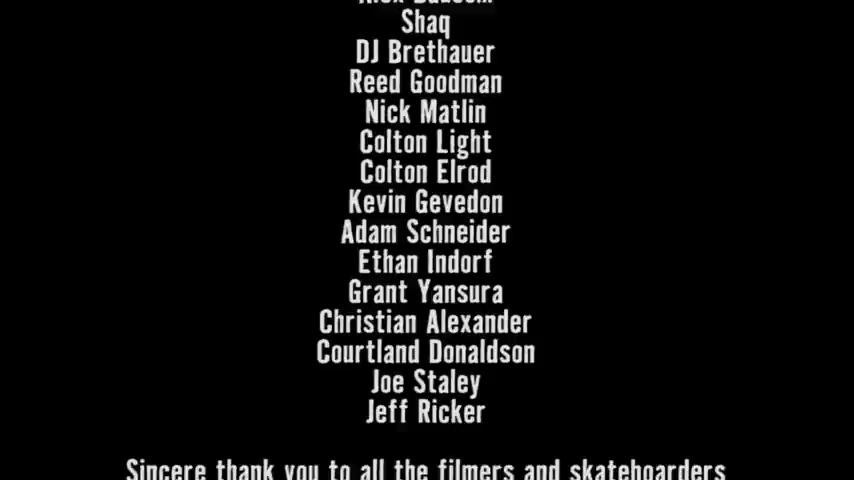 Shaq
DJ Brethauer
Reed Goodman
Nick Matlin
Colton Light
Colton Elrod
Kevin Gevedon
Adam Schneider
Ethan Indorf
Grant Yansura
Christian Alexander
Courtland Donaldson
Joe Staley
Jeff Ricker
Sincere thank you to all the filmers and skateboarders